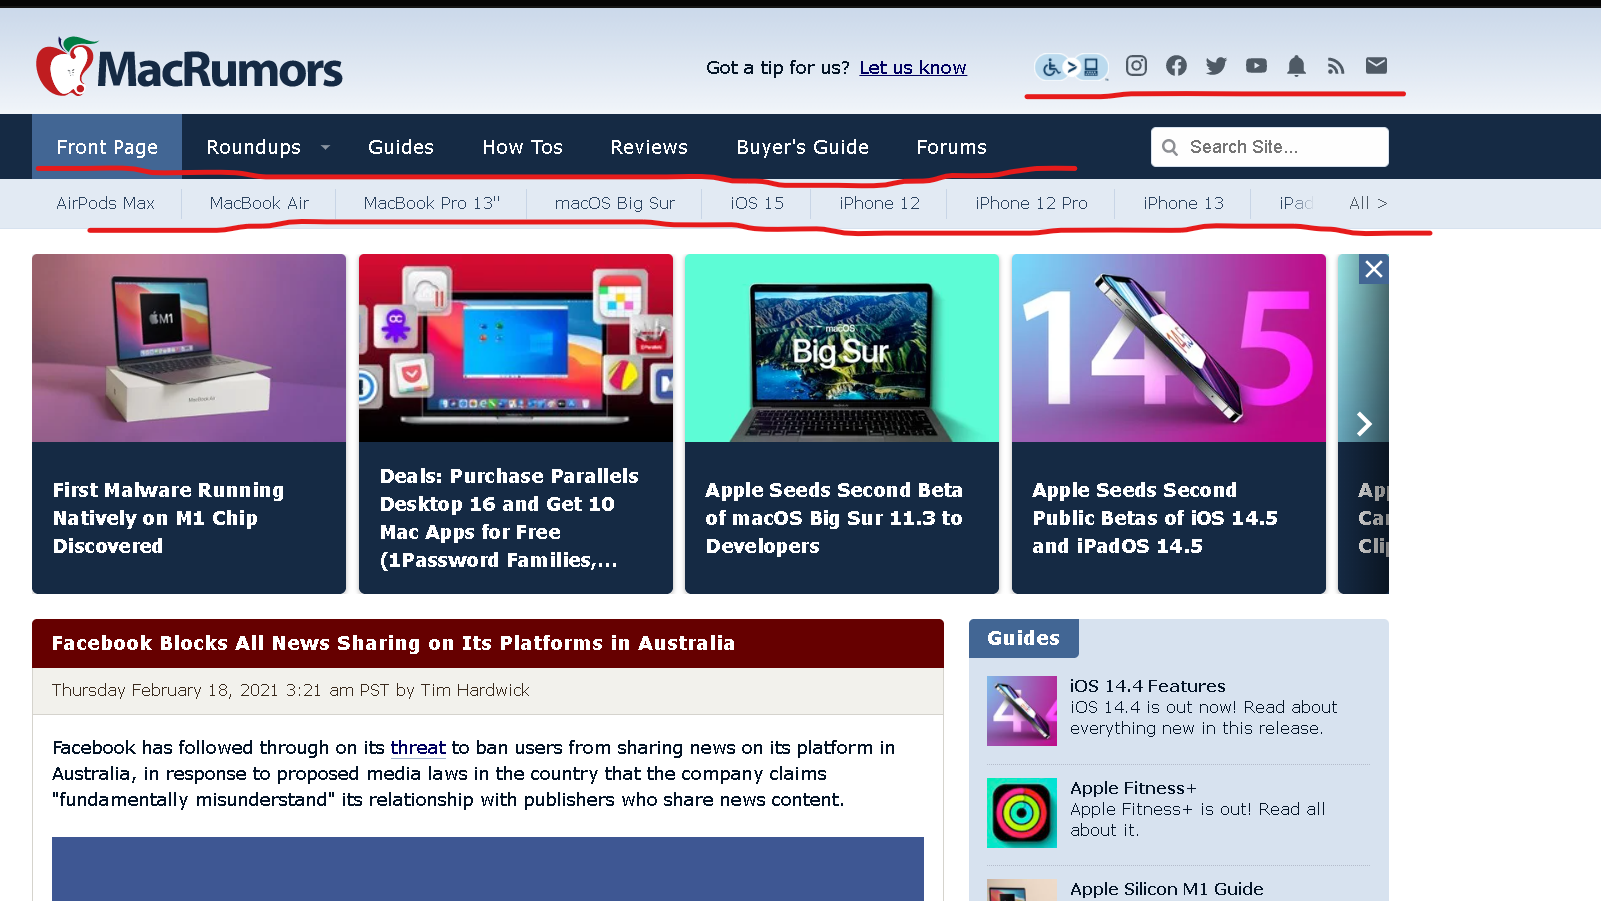 MacRumors
Got a tip for us? Let us know
Front Page Roundups Guides How Tos Reviews Buyer's Guide Forums Search Site...
AirPods Max MacBook Air MacBook Pro 13" macOS Big Sur iOS 15 iPhone 12 iPhone 12 Pro iPhone 13 iPad All >
M1
MacBook Air
macOS
Big Sur
14.5
First Malware Running
Natively on M1 Chip
Discovered
Deals: Purchase Parallels
Desktop 16 and Get 10
Mac Apps for Free
(1Password Families,...
Apple Seeds Second Beta
of macOS Big Sur 11.3 to
Developers
Apple Seeds Second
Public Betas of iOS 14.5
and iPadOS 14.5
Facebook Blocks All News Sharing on Its Platforms in Australia
Thursday February 18, 2021 3:21 am PST by Tim Hardwick
Facebook has followed through on its threat to ban users from sharing news on its platform in
Australia, in response to proposed media laws in the country that the company claims
"fundamentally misunderstand" its relationship with publishers who share news content.
Guides
iOS 14.4 Features
iOS 14.4 is out now! Read about
everything new in this release.
Apple Fitness+
Apple Fitness+ is out! Read all
about it.
Apple Silicon M1 Guide